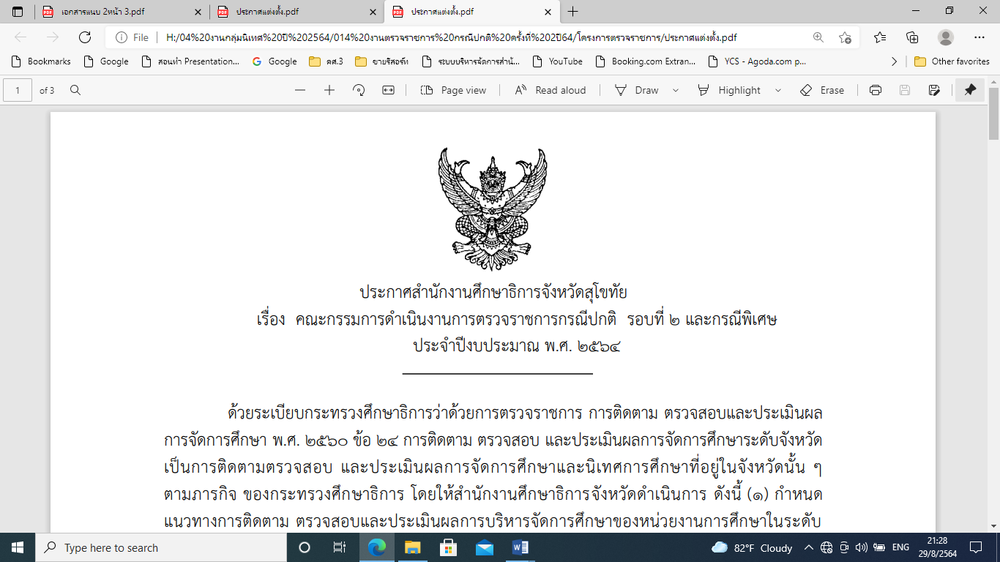 เอกสารแนบ 2หน้า 3.pdf
ประกาศแต่งตั้ง.pdf
ประกาศแต่งตั้ง.pdf
File
H:/04%20งานกลุ่มนิเทศ%20ปี%202564/014%20งานตรวจราชการ%20กรณีปกติ%20ครั้งที่%202ปี64/โครงการตรวจราชการ/ประกาศแต่งตั้ง.pdf
Bookmarks Google สอนทำ Presentation... Google คศ.3 ขายรีสอร์ท ระบบบริหารจัดการสำนั... YouTube Booking.com Extran... YCS - Agoda.com p... Other favorites
1 of 3 Page view Read aloud Draw Highlight Erase
ประกาศสำนักงานศึกษาธิการจังหวัดสุโขทัย
เรื่อง คณะกรรมการดำเนินงานการตรวจราชการกรณีปกติ รอบที่ ๒ และกรณีพิเศษ
ประจำปีงบประมาณ พ.ศ. ๒๕๖๔
ด้วยระเบียบกระทรวงศึกษาธิการว่าด้วยการตรวจราชการ การติดตาม ตรวจสอบและประเมินผล
การจัดการศึกษา พ.ศ. ๒๕๖๐ ข้อ ๒๔ การติดตาม ตรวจสอบ และประเมินผลการจัดการศึกษาระดับจังหวัด
เป็นการติดตามตรวจสอบ และประเมินผลการจัดการศึกษาและนิเทศการศึกษาที่อยู่ในจังหวัดนั้น ๆ
ตามภารกิจ ของกระทรวงศึกษาธิการ โดยให้สำนักงานศึกษาธิการจังหวัดดำเนินการ ดังนี้ (๑) กำหนด
แนวทางการติดตาม ตรวจสอบและประเมินผลการบริหารจัดการศึกษาของหน่วยงานการศึกษาในระดับ
Type here to search
82°F Cloudy
ENG
21:28
29/8/2564